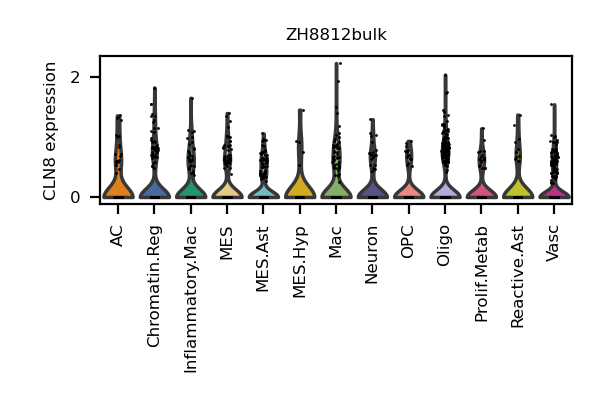 ZH8812bulk
CLN8 expression
2
0
AC
Chromatin.Reg
Inflammatory.Mac
MES
MES.Ast
MES.Hyp
Mac
Neuron
OPC
Oligo
Prolif.Metab
Reactive.Ast
Vasc